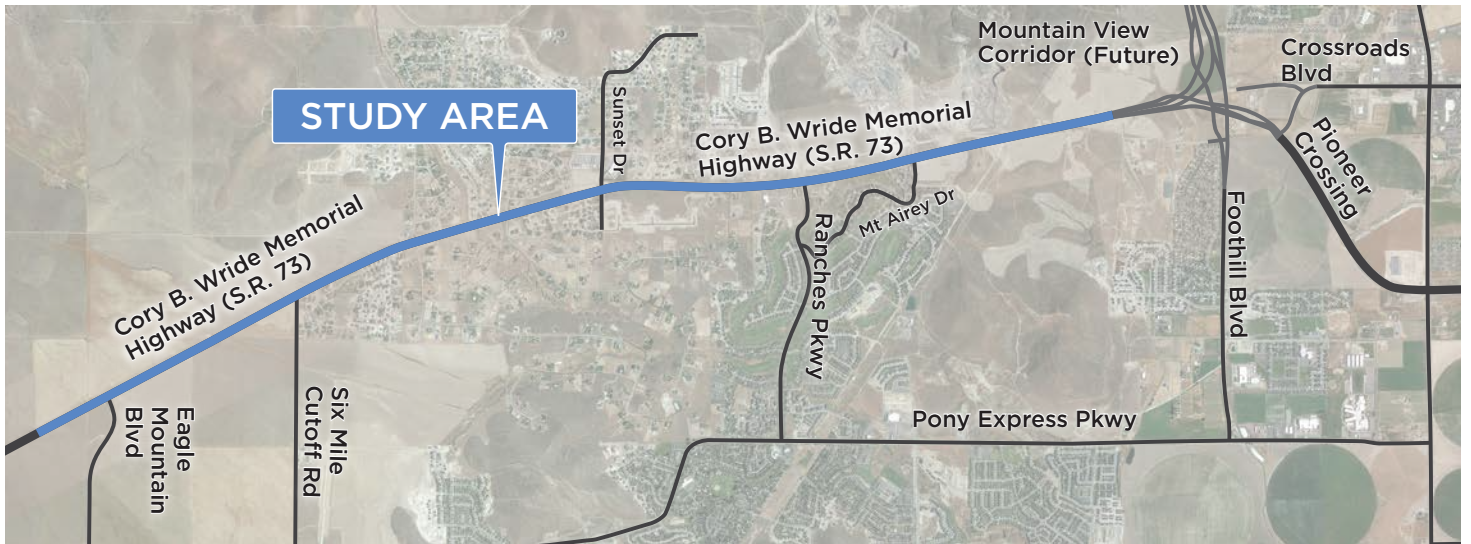 Mountain View
Corridor (Future)
Crossroads
Blvd
STUDY AREA
Sunset Dr
Cory B. Wride Memorial
Highway (S.R. 73)
Pioneer
Crossing
Mt Airey Dr
Ranches Pkwy
Foothill Blvd
Cory B. Wride Memorial
Highway (S.R. 73)
Eagle
Mountain
Blvd
Six Mile
Cutoff Rd
Pony Express Pkwy